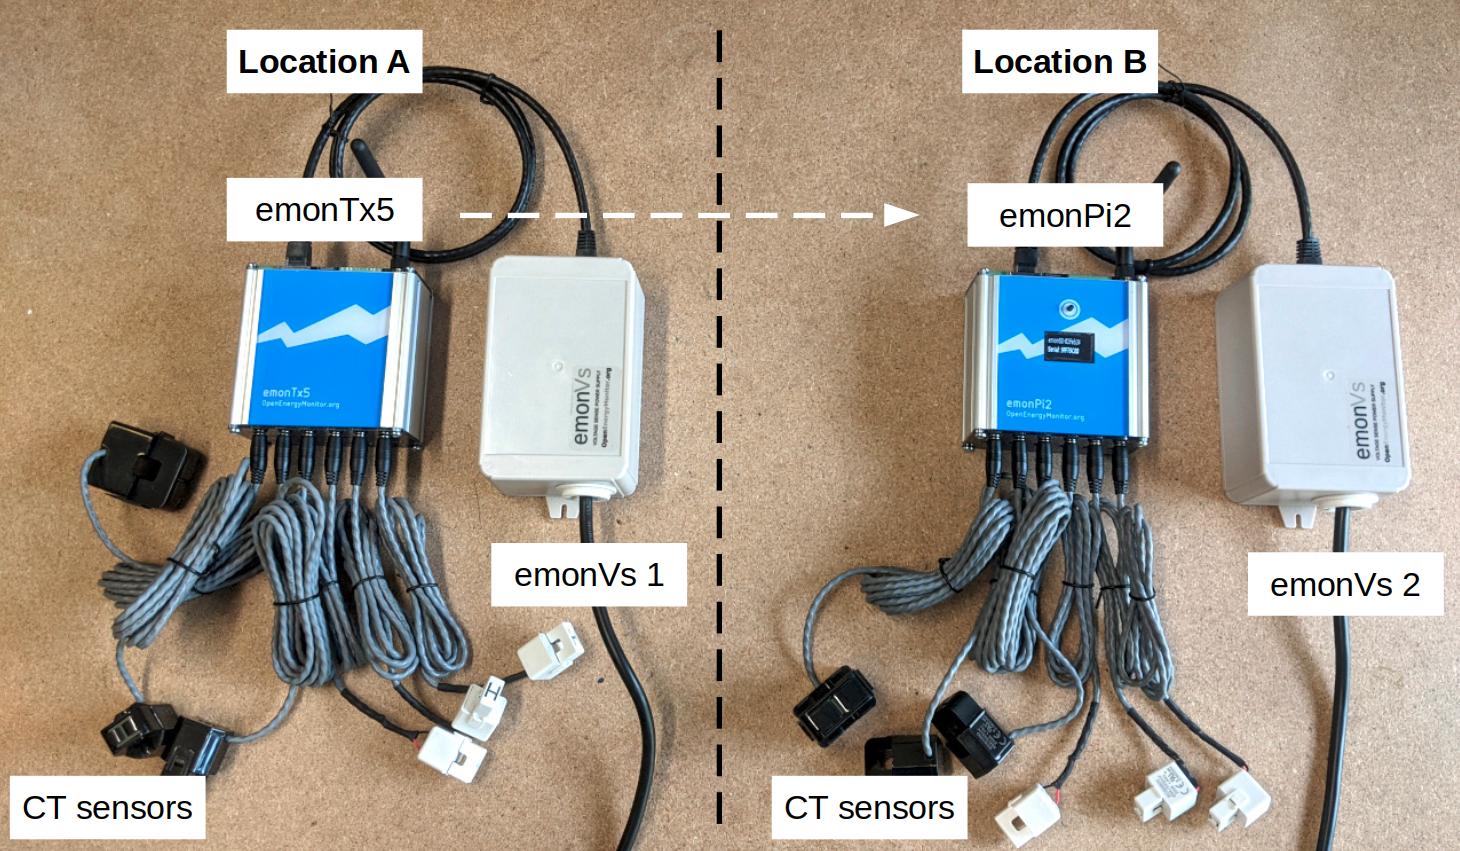 Location A
Location B
emonTx5
emonPi2
emonTx5
OpenEnergyMonitor.org
emonVs
VOLTAGE SENSE POWER SUPPLY
OpenEnergyMonitor.org
emonPi2
OpenEnergyMonitor.org
emonVs
VOLTAGE SENSE POWER SUPPLY
OpenEnergyMonitor.org
emonVs 1
emonVs 2
CT sensors
CT sensors